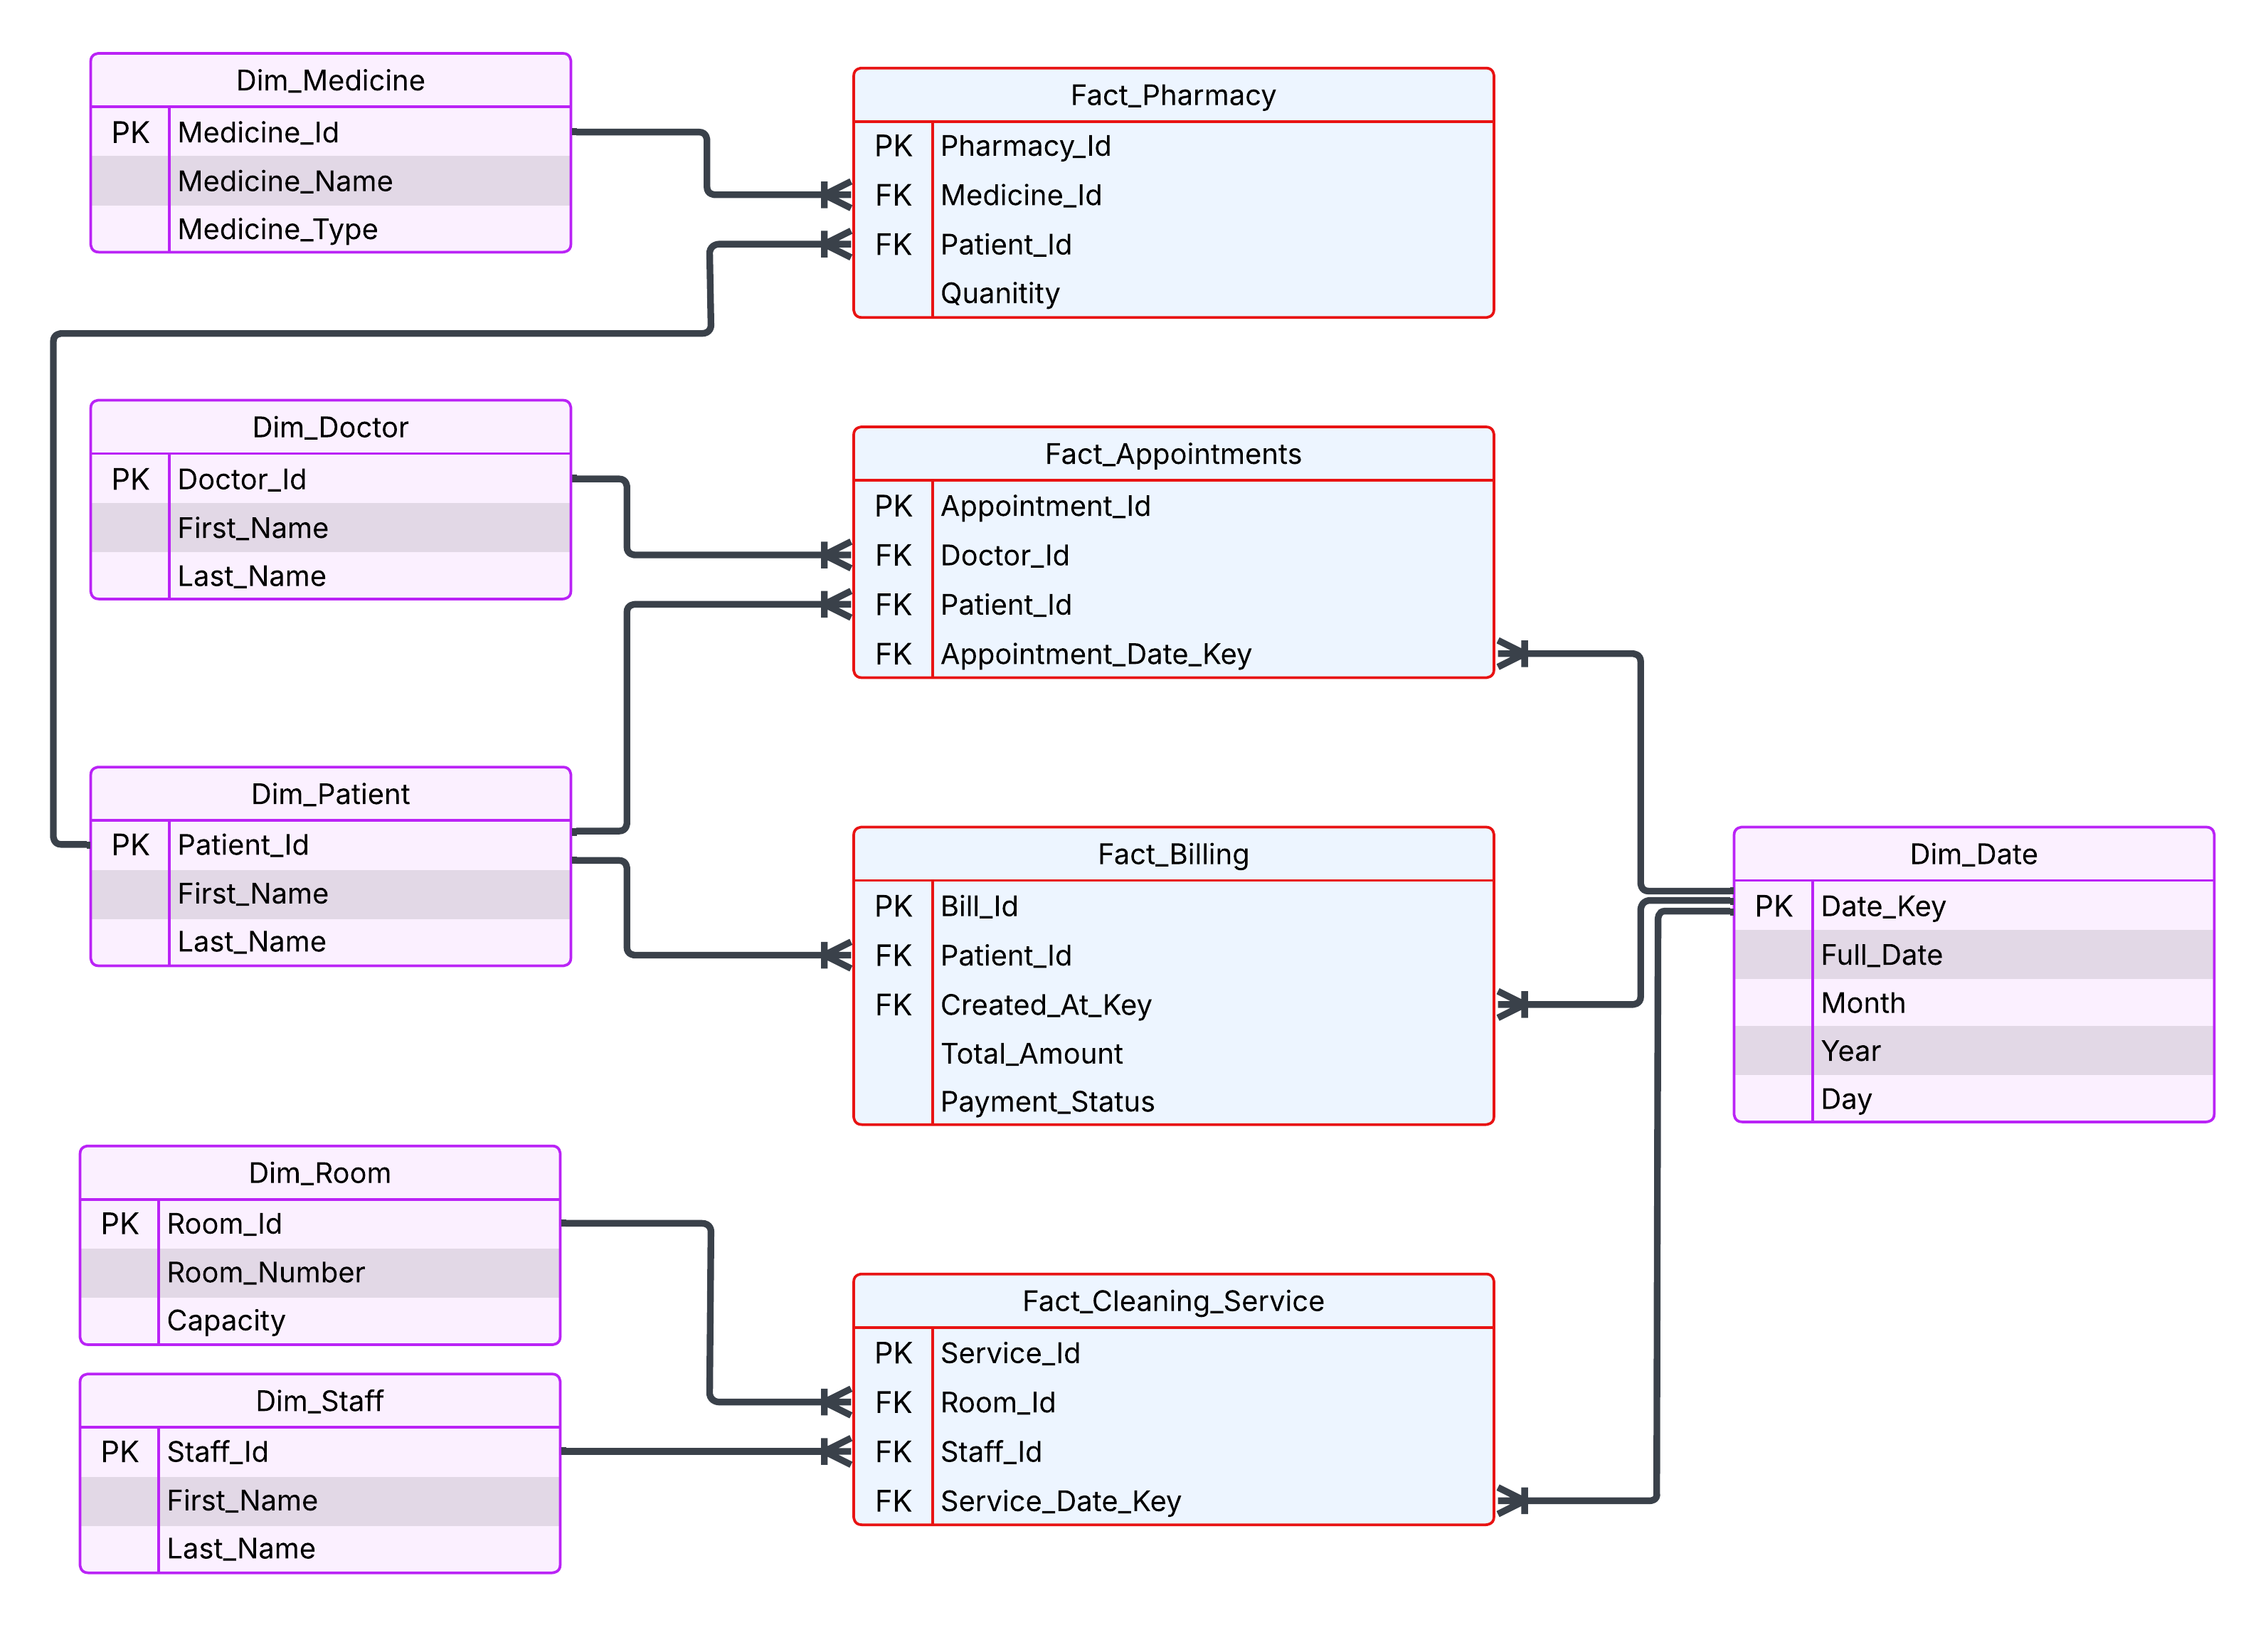 Dim_Medicine
PK Medicine_Id
Medicine_Name
Medicine_Type
Fact_Pharmacy
PK Pharmacy_Id
FK Medicine_Id
FK Patient_Id
Quanitity
Dim_Doctor
PK Doctor_Id
First_Name
Last_Name
Fact_Appointments
PK Appointment_Id
FK Doctor_Id
FK Patient_Id
FK Appointment_Date_Key
Dim_Patient
PK Patient_Id
First_Name
Last_Name
Fact_Billing
PK Bill_Id
FK Patient_Id
FK Created_At_Key
Total_Amount
Payment_Status
Dim_Date
PK Date_Key
Full_Date
Month
Year
Day
Dim_Room
PK Room_Id
Room_Number
Capacity
Dim_Staff
PK Staff_Id
First_Name
Last_Name
Fact_Cleaning_Service
PK Service_Id
FK Room_Id
FK Staff_Id
FK Service_Date_Key